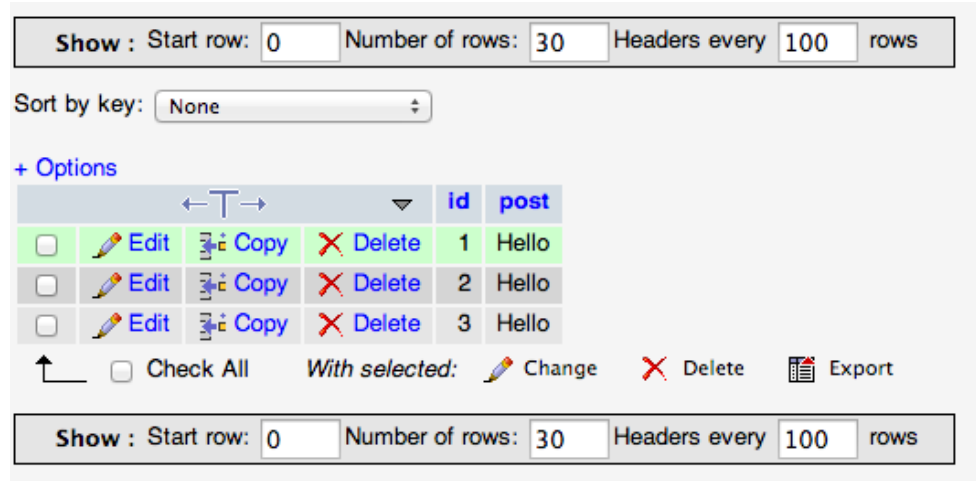 Show : Start row: 0 Number of rows: 30 Headers every 100 rows
Sort by key: None
+ Options
←T→ id post
Edit Copy Delete 1 Hello
Edit Copy Delete 2 Hello
Edit Copy Delete 3 Hello
Check All With selected: Change Delete Export
Show : Start row: 0 Number of rows: 30 Headers every 100 rows